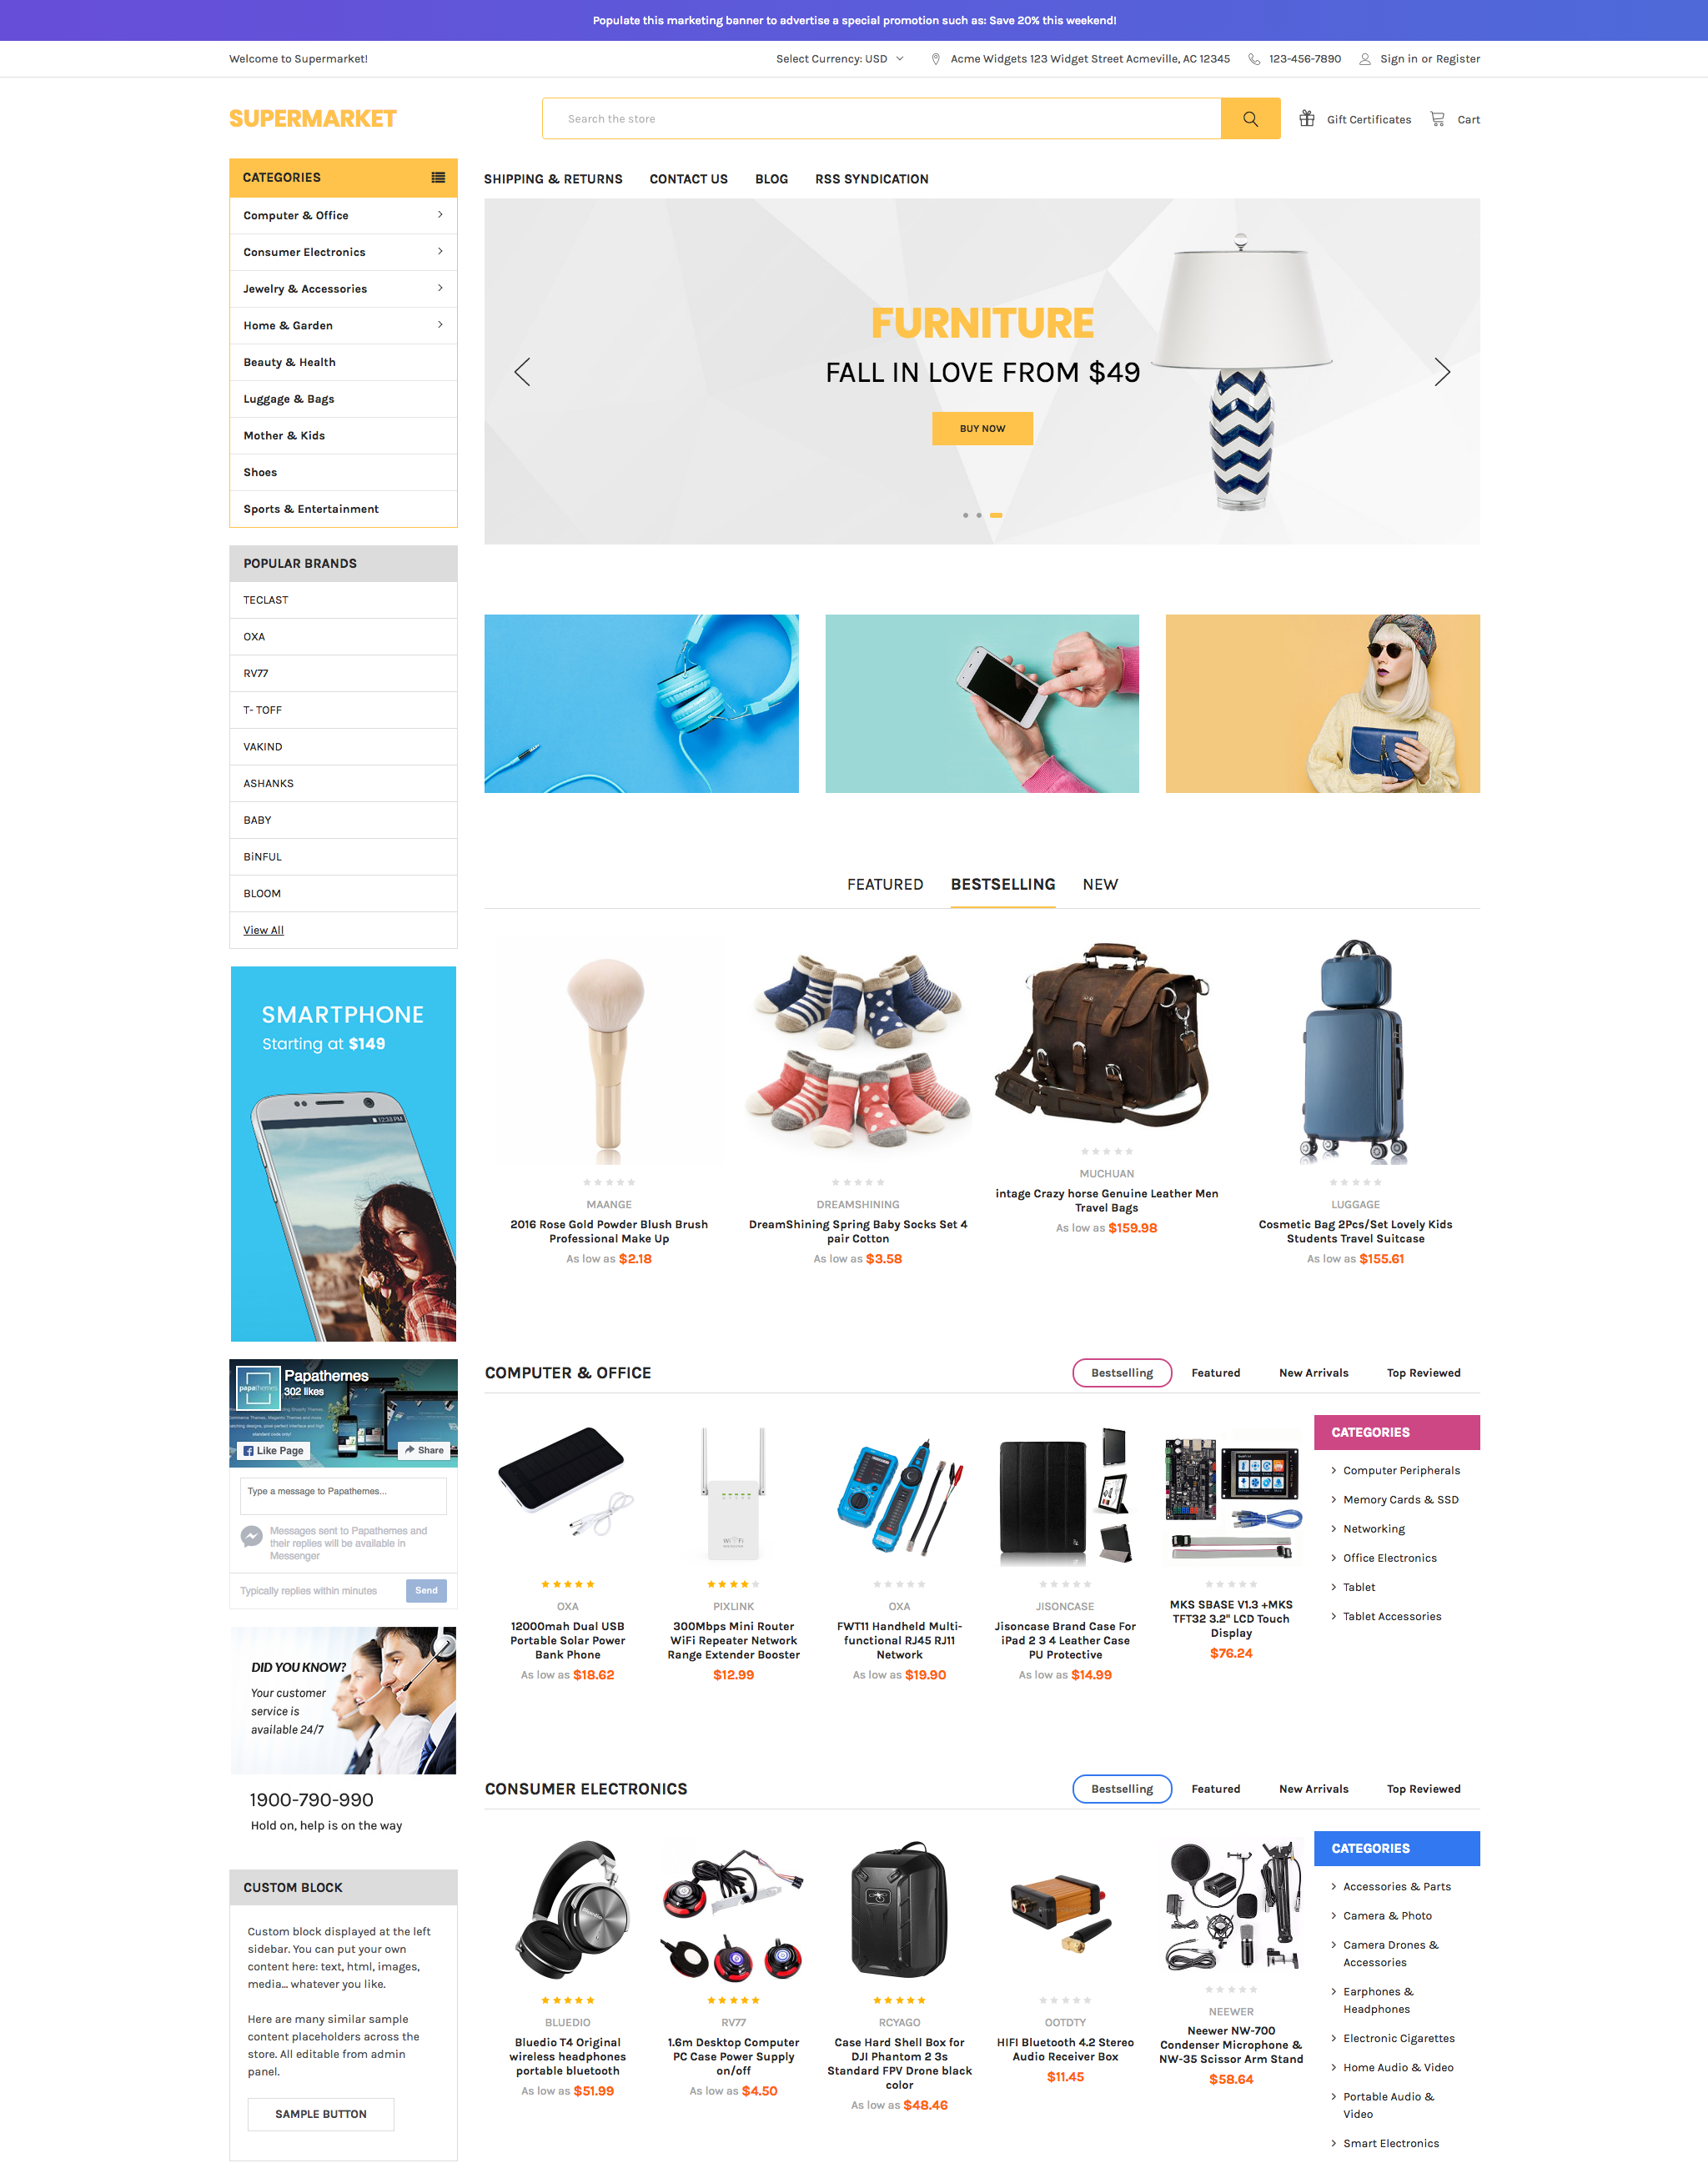 Populate this marketing banner to advertise a special promotion such as: Save 20% this weekend!
Welcome to Supermarket!
Select Currency: USD
Acme Widgets 123 Widget Street Acmeville, AC 12345
123-456-7890
Sign in or Register
SUPERMARKET
Search the store
Gift Certificates
Cart
CATEGORIES
Computer & Office
Consumer Electronics
Jewelry & Accessories
Home & Garden
Beauty & Health
Luggage & Bags
Mother & Kids
Shoes
Sports & Entertainment
SHIPPING & RETURNS
CONTACT US
BLOG
RSS SYNDICATION
FURNITURE
FALL IN LOVE FROM $49
BUY NOW
POPULAR BRANDS
TECLAST
OXA
RV77
T- TOFF
VAKIND
ASHANKS
BABY
BiNFUL
BLOOM
View All
SMARTPHONE
Starting at $149
12:38 PM
Papathemes
302 likes
papathemes
Like Page
Share
Type a message to Papathemes...
Messages sent to Papathemes and
their replies will be available in
Messenger
Typically replies within minutes
Send
DID YOU KNOW?
Your customer
service is
available 24/7
1900-790-990
Hold on, help is on the way
CUSTOM BLOCK
Custom block displayed at the left
sidebar. You can put your own
content here: text, html, images,
media... whatever you like.
Here are many similar sample
content placeholders across the
store. All editable from admin
panel.
SAMPLE BUTTON
FEATURED
BESTSELLING
NEW
MAANGE
2016 Rose Gold Powder Blush Brush
Professional Make Up
As low as $2.18
DREAMSHINING
DreamShining Spring Baby Socks Set 4
pair Cotton
As low as $3.58
MUCHUAN
intage Crazy horse Genuine Leather Men
Travel Bags
As low as $159.98
LUGGAGE
Cosmetic Bag 2Pcs/Set Lovely Kids
Students Travel Suitcase
As low as $155.61
COMPUTER & OFFICE
Bestselling
Featured
New Arrivals
Top Reviewed
OXA
12000mah Dual USB
Portable Solar Power
Bank Phone
As low as $18.62
PIXLINK
300Mbps Mini Router
WiFi Repeater Network
Range Extender Booster
$12.99
OXA
FWT11 Handheld Multi-
functional RJ45 RJ11
Network
As low as $19.90
JISONCASE
Jisoncase Brand Case For
iPad 2 3 4 Leather Case
PU Protective
As low as $14.99
MKS SBASE V1.3 +MKS
TFT32 3.2" LCD Touch
Display
$76.24
CATEGORIES
Computer Peripherals
Memory Cards & SSD
Networking
Office Electronics
Tablet
Tablet Accessories
CONSUMER ELECTRONICS
Bestselling
Featured
New Arrivals
Top Reviewed
BLUEDIO
Bluedio T4 Original
wireless headphones
portable bluetooth
As low as $51.99
RV77
1.6m Desktop Computer
PC Case Power Supply
on/off
As low as $4.50
RCYAGO
Case Hard Shell Box for
DJI Phantom 2 3s
Standard FPV Drone black
color
As low as $48.46
OOTDTY
HIFI Bluetooth 4.2 Stereo
Audio Receiver Box
$11.45
NEEWER
Neewer NW-700
Condenser Microphone &
NW-35 Scissor Arm Stand
$58.64
CATEGORIES
Accessories & Parts
Camera & Photo
Camera Drones &
Accessories
Earphones &
Headphones
Electronic Cigarettes
Home Audio & Video
Portable Audio &
Video
Smart Electronics